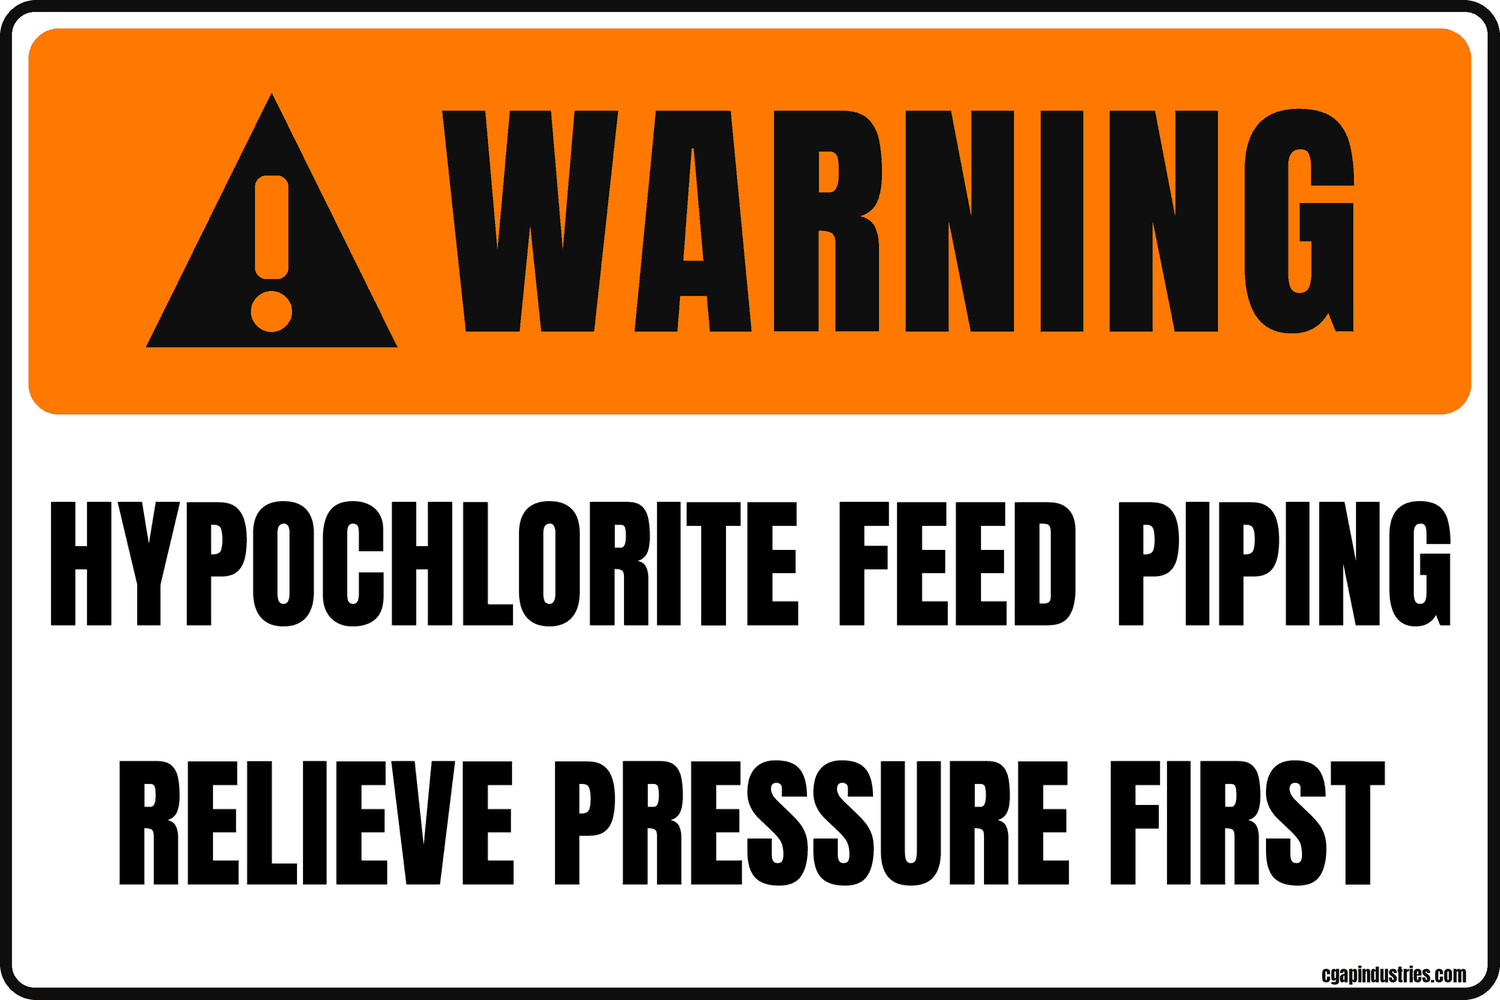 WARNING
HYPOCHLORITE FEED PIPING
RELIEVE PRESSURE FIRST
cgapindustries.com